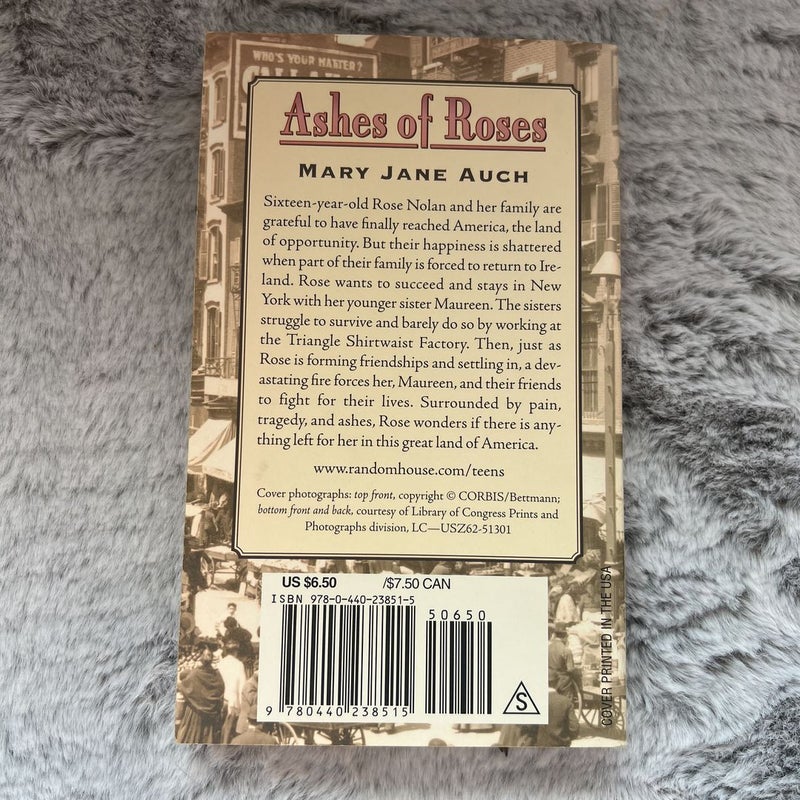 WHO'S YOUR HATTER?
Ashes of Roses
MARY JANE AUCH
Sixteen-year-old Rose Nolan and her family are
grateful to have finally reached America, the land
of opportunity. But their happiness is shattered
when part of their family is forced to return to Ire-
land. Rose wants to succeed and stays in New
York with her younger sister Maureen. The sisters
struggle to survive and barely do so by working at
the Triangle Shirtwaist Factory. Then, just as
Rose is forming friendships and settling in, a dev-
astating fire forces her, Maureen, and their friends
to fight for their lives. Surrounded by pain,
tragedy, and ashes, Rose wonders if there is any-
thing left for her in this great land of America.
www.randomhouse.com/teens
Cover photographs: top front, copyright © CORBIS/Bettmann;
bottom front and back, courtesy of Library of Congress Prints and
Photographs division, LC—USZ62-51301
US $6.50 /$7.50 CAN
ISBN 978-0-440-23851-5
50650
9 780440 238515
S
COVER PRINTED IN THE USA